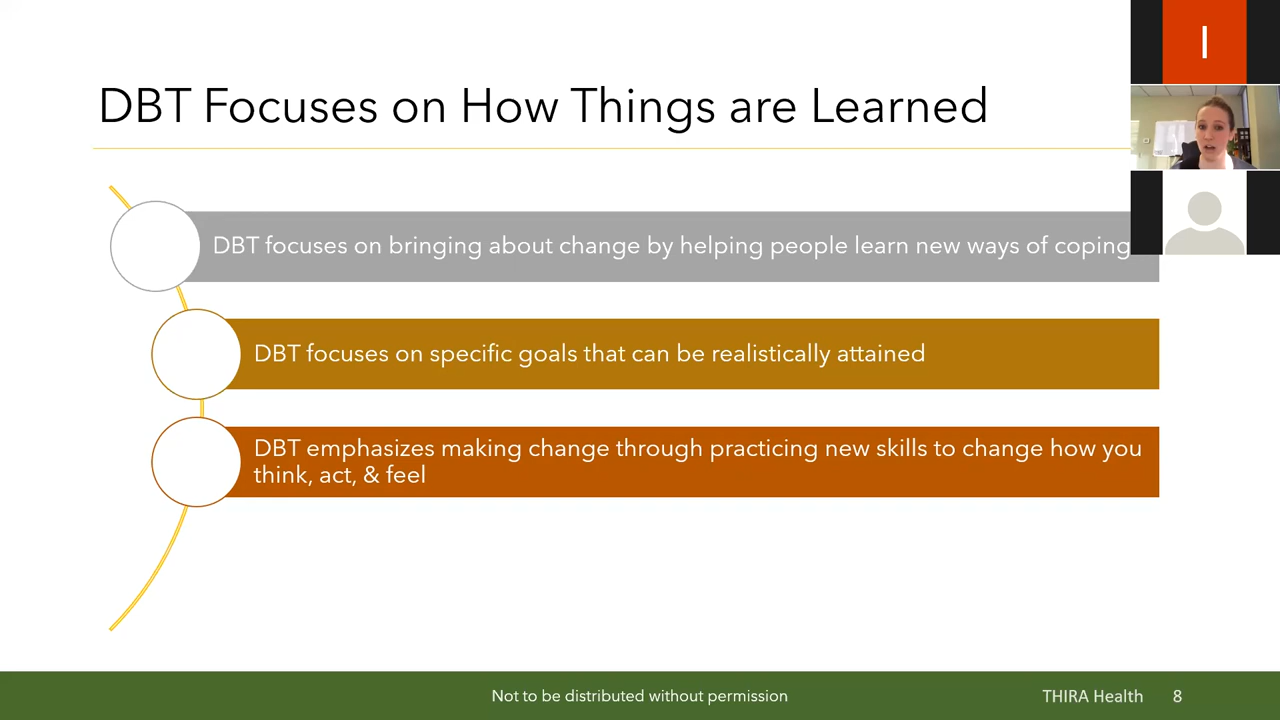 I
DBT Focuses on How Things are Learned
DBT focuses on bringing about change by helping people learn new ways of coping
DBT focuses on specific goals that can be realistically attained
DBT emphasizes making change through practicing new skills to change how you
think, act, & feel
Not to be distributed without permission
THIRA Health
8